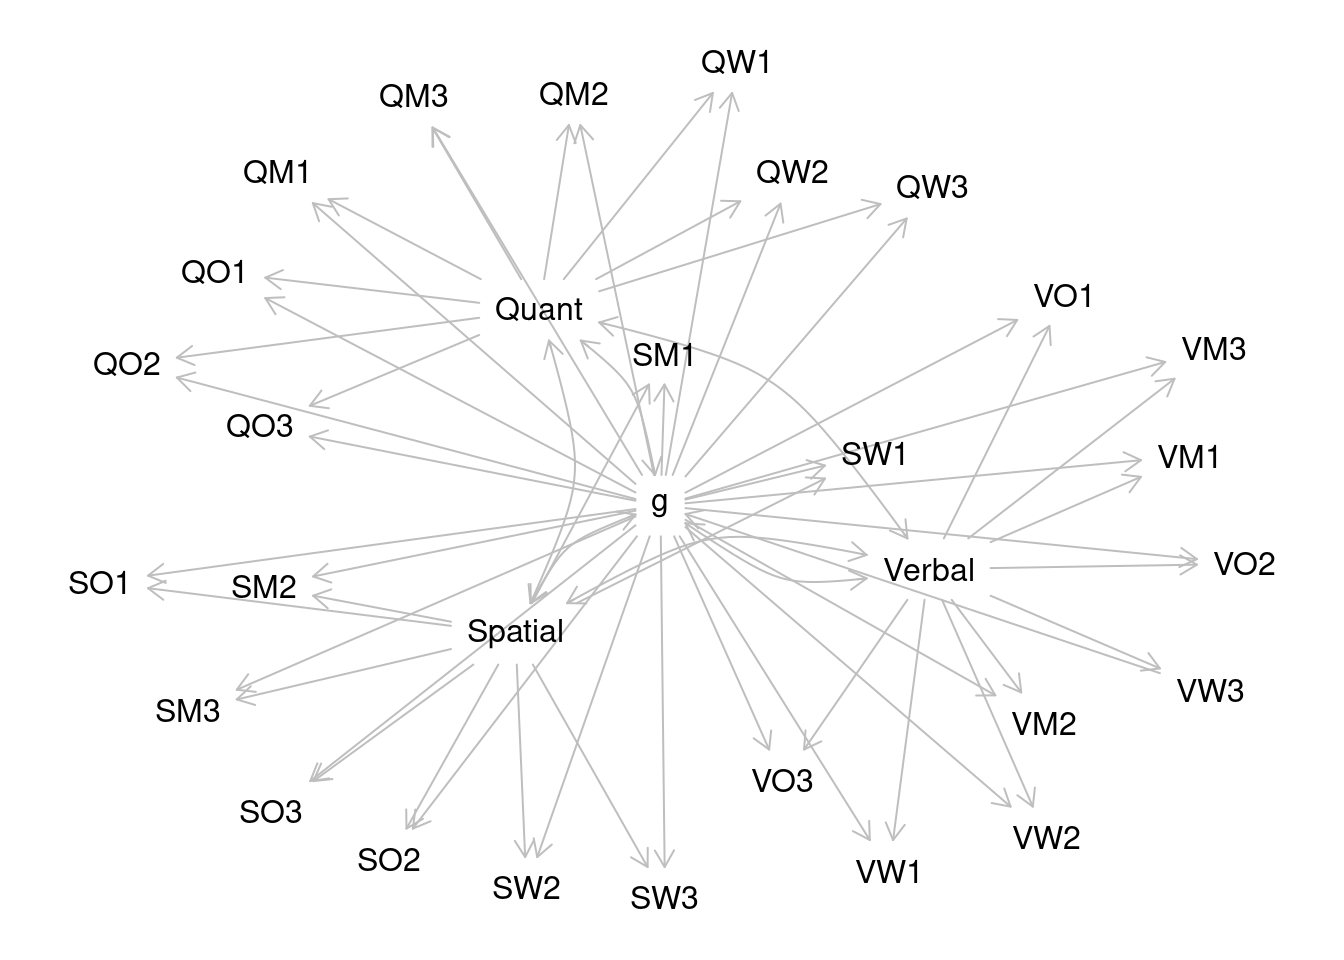 QW1
QM3
QM2
QM1
QW2
QW3
QO1
VO1
Quant
SM1
VM3
QO2
QO3
SW1
VM1
g
Verbal
VO2
SO1
SM2
Spatial
VW3
SM3
VM2
VO3
SO3
VW2
SO2
VW1
SW2
SW3